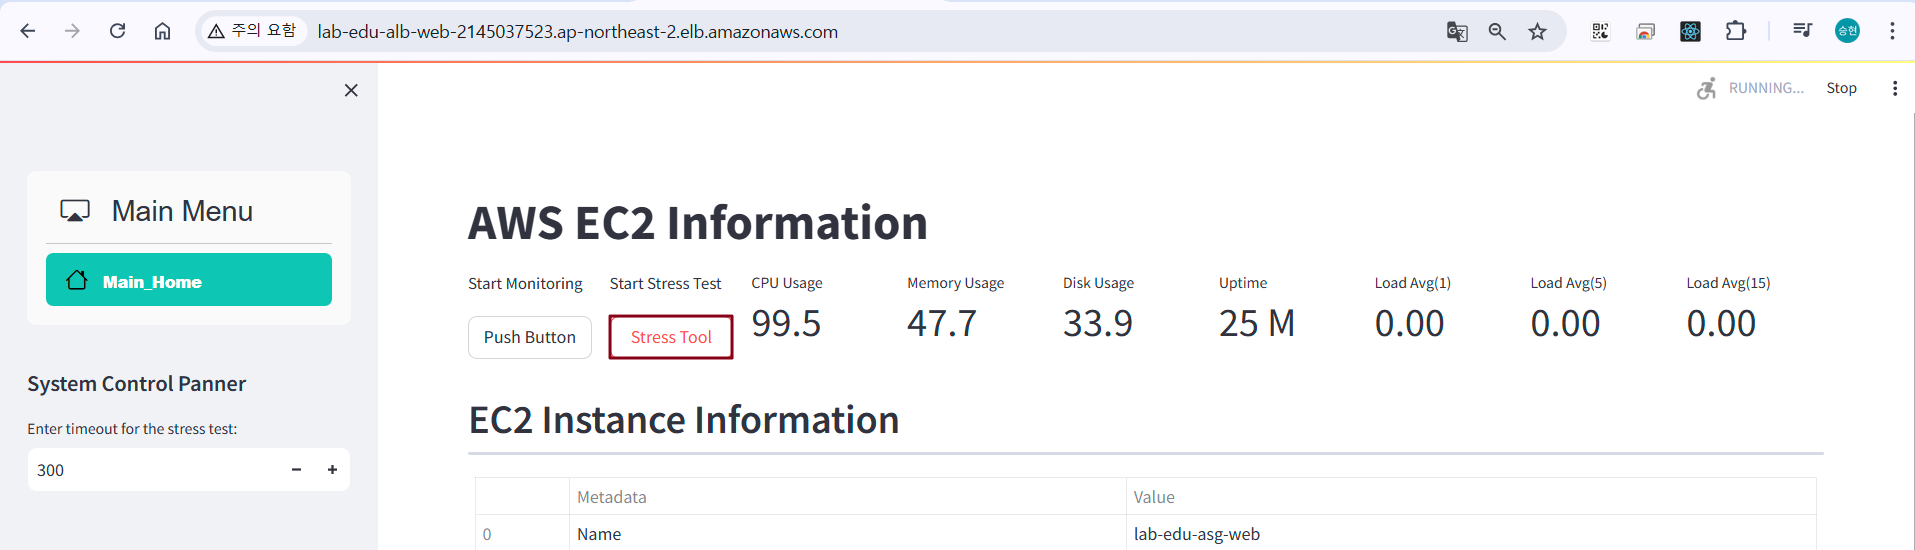 주의 요함 lab-edu-alb-web-2145037523.ap-northeast-2.elb.amazonaws.com 승현
RUNNING... Stop
Main Menu
Main_Home
System Control Panner
Enter timeout for the stress test:
300 - +
AWS EC2 Information
Start Monitoring Start Stress Test CPU Usage Memory Usage Disk Usage Uptime Load Avg(1) Load Avg(5) Load Avg(15)
Push Button Stress Tool 99.5 47.7 33.9 25 M 0.00 0.00 0.00
EC2 Instance Information
Metadata Value
0 Name lab-edu-asg-web